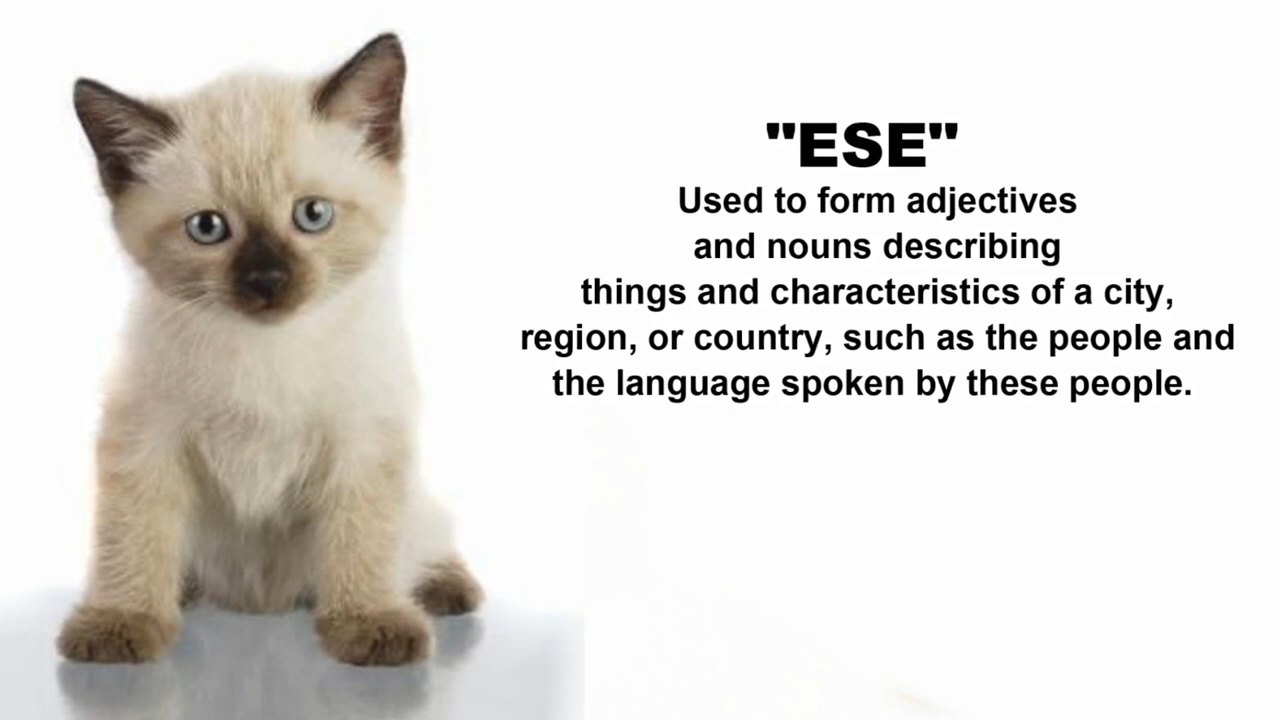 "ESE"
Used to form adjectives
and nouns describing
things and characteristics of a city,
region, or country, such as the people and
the language spoken by these people.